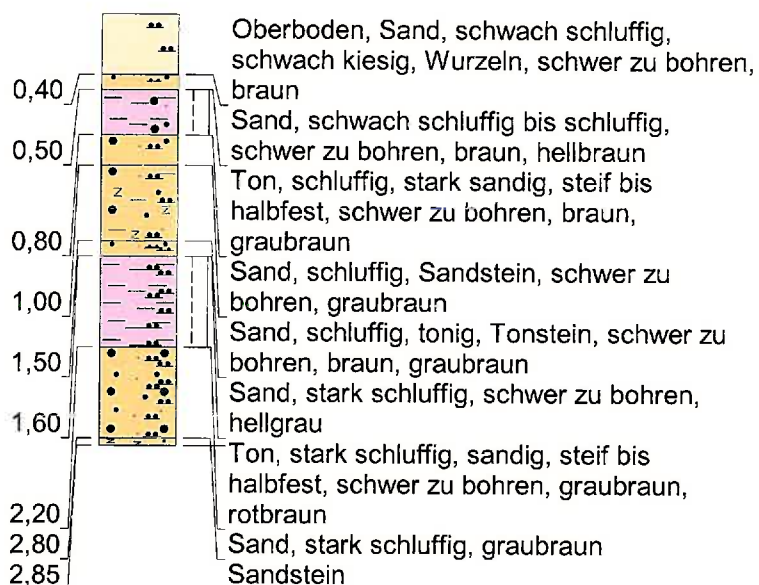 Oberboden, Sand, schwach schluffig,
schwach kiesig, Wurzeln, schwer zu bohren,
0,40 braun
Sand, schwach schluffig bis schluffig,
0,50 schwer zu bohren, braun, hellbraun
Ton, schluffig, stark sandig, steif bis
halbfest, schwer zu bohren, braun,
0,80 graubraun
Sand, schluffig, Sandstein, schwer zu
1,00 bohren, graubraun
Sand, schluffig, tonig, Tonstein, schwer zu
1,50 bohren, braun, graubraun
Sand, stark schluffig, schwer zu bohren,
1,60 hellgrau
Ton, stark schluffig, sandig, steif bis
halbfest, schwer zu bohren, graubraun,
2,20 rotbraun
2,80 Sand, stark schluffig, graubraun
2,85 Sandstein